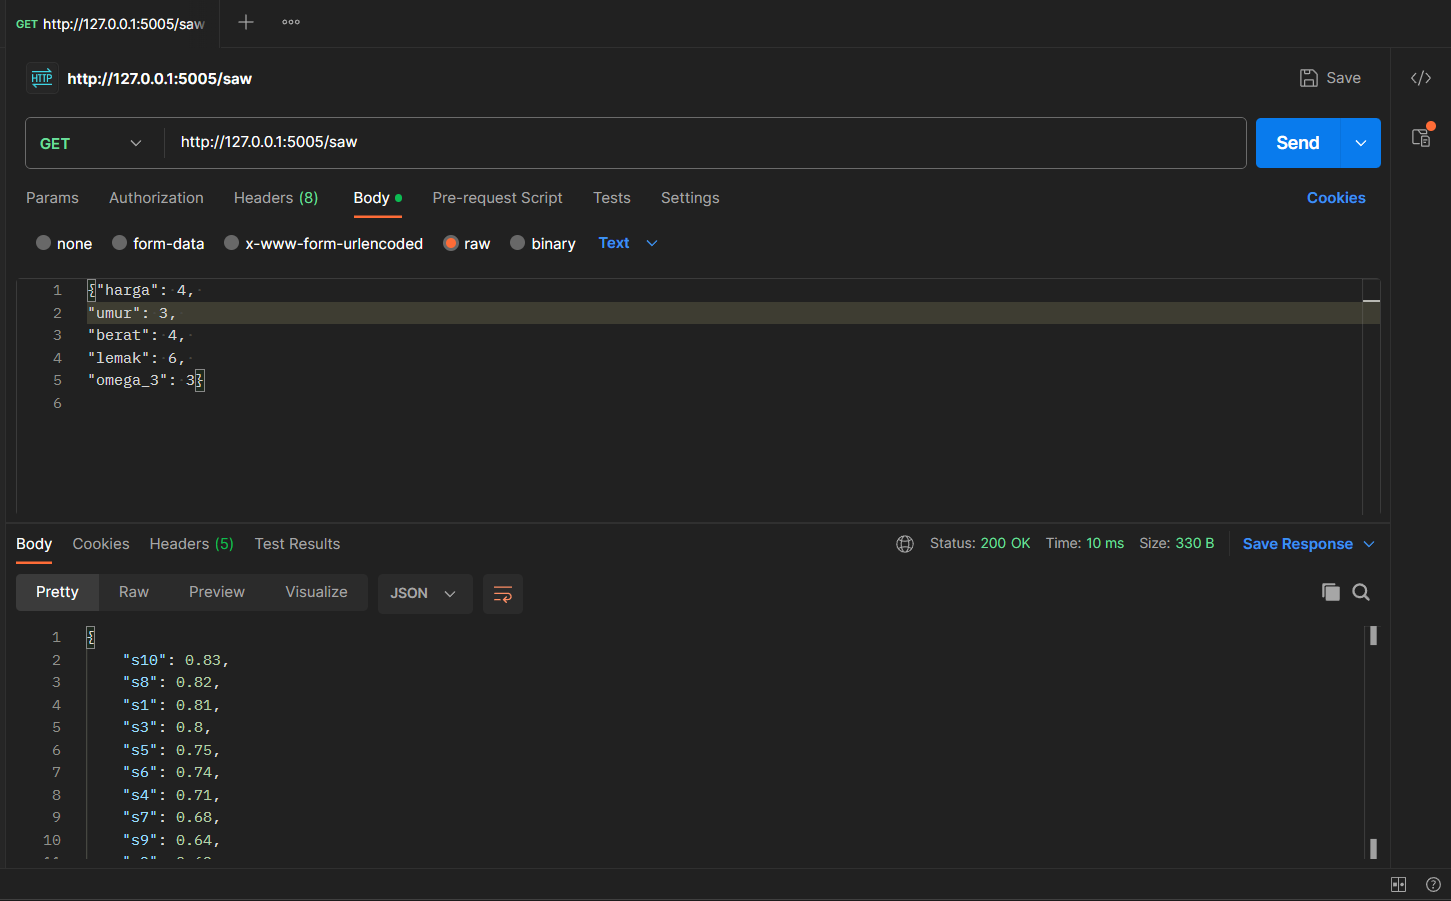 GET http://127.0.0.1:5005/saw
HTTP http://127.0.0.1:5005/saw
Save
GET http://127.0.0.1:5005/saw
Send
Params Authorization Headers (8) Body Pre-request Script Tests Settings Cookies
none form-data x-www-form-urlencoded raw binary Text
1 {"harga": 4,
2 "umur": 3,
3 "berat": 4,
4 "lemak": 6,
5 "omega_3": 3}
6
Body Cookies Headers (5) Test Results Status: 200 OK Time: 10 ms Size: 330 B Save Response
Pretty Raw Preview Visualize JSON
1 {
2 "s10": 0.83,
3 "s8": 0.82,
4 "s1": 0.81,
5 "s3": 0.8,
6 "s5": 0.75,
7 "s6": 0.74,
8 "s4": 0.71,
9 "s7": 0.68,
10 "s9": 0.64,